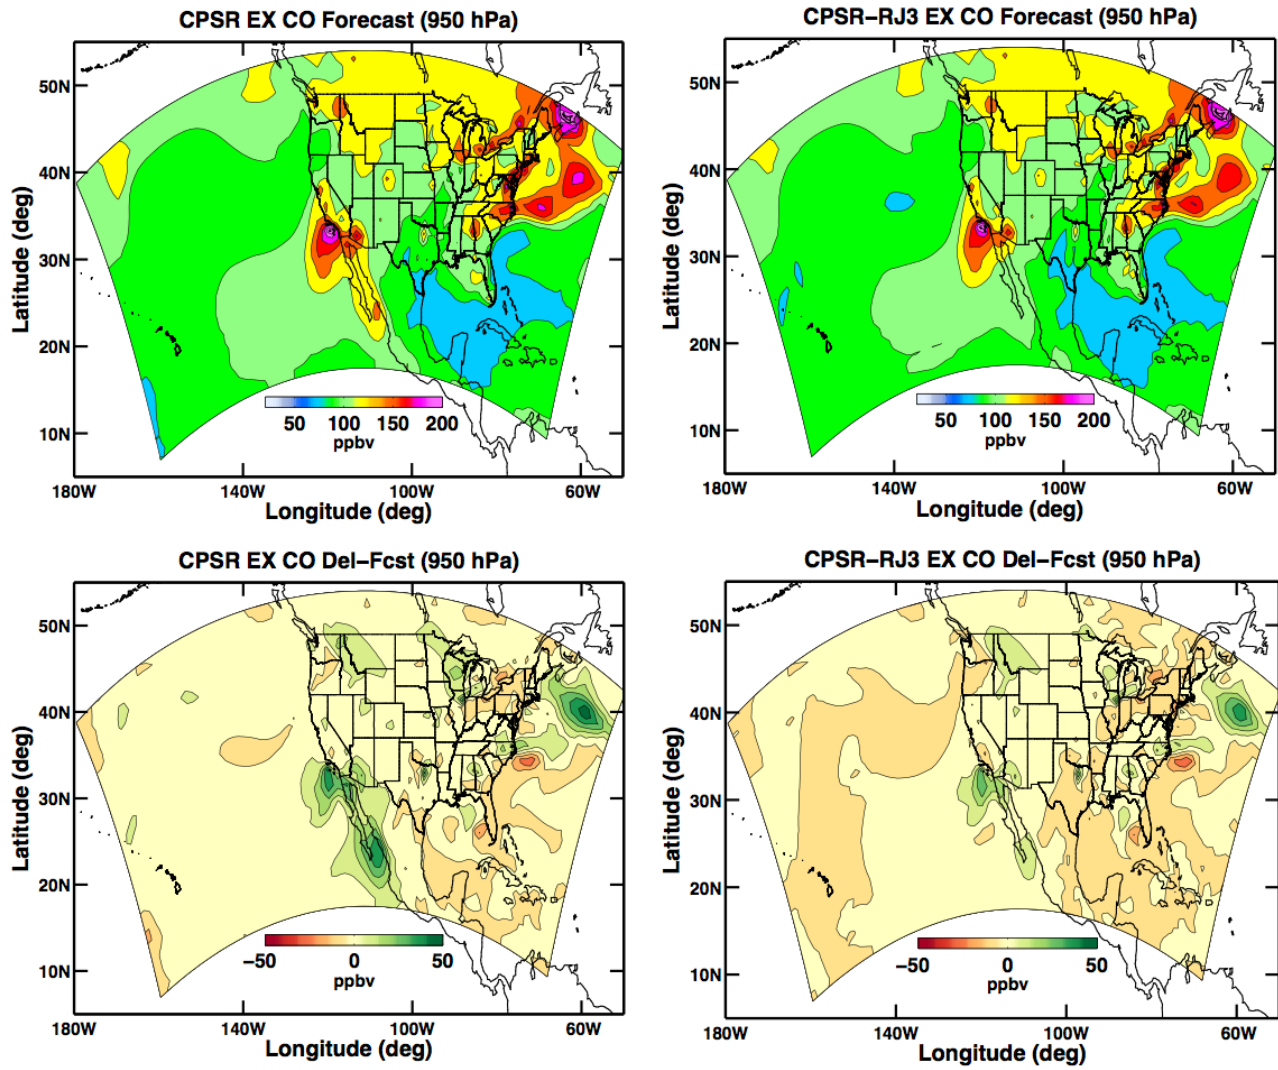 CPSR EX CO Forecast (950 hPa)
50N
40N
30N
20N
10N
Latitude (deg)
50 100 150 200
ppbv
180W 140W 100W 60W
Longitude (deg)
CPSR−RJ3 EX CO Forecast (950 hPa)
50N
40N
30N
20N
10N
Latitude (deg)
50 100 150 200
ppbv
180W 140W 100W 60W
Longitude (deg)
CPSR EX CO Del−Fcst (950 hPa)
50N
40N
30N
20N
10N
Latitude (deg)
−50 0 50
ppbv
180W 140W 100W 60W
Longitude (deg)
CPSR−RJ3 EX CO Del−Fcst (950 hPa)
50N
40N
30N
20N
10N
Latitude (deg)
−50 0 50
ppbv
180W 140W 100W 60W
Longitude (deg)